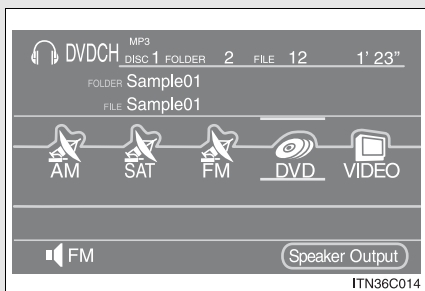 DVDCH MP3 DISC 1 FOLDER 2 FILE 12 1' 23”
FOLDER Sample01
FILE Sample01
AM SAT FM DVD VIDEO
FM Speaker Output
ITN36C014